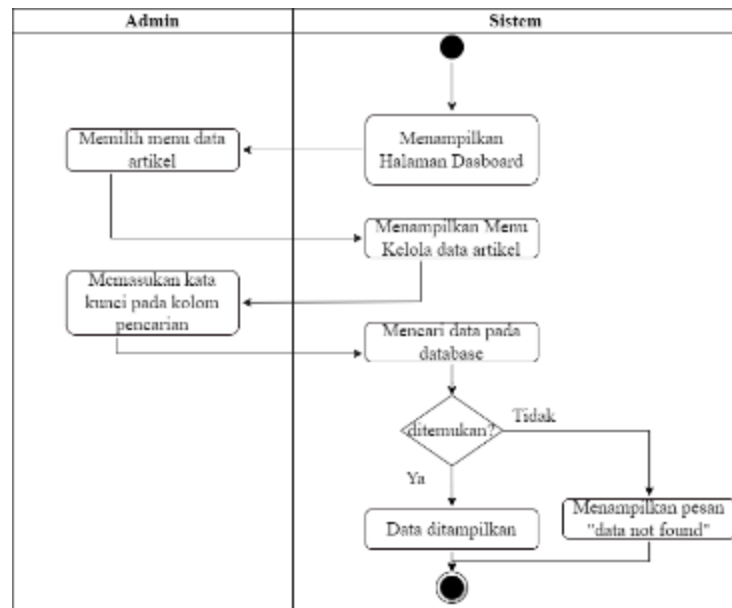 Admin
Sistem
Menampilkan
Halaman Dasboard
Memilih menu data
artikel
Menampilkan Menu
Kelola data artikel
Memasukan kata
kunci pada kolom
pencarian
Mencari data pada
database
ditemukan?
Tidak
Ya
Data ditampilkan
Menampilkan pesan
"data not found"